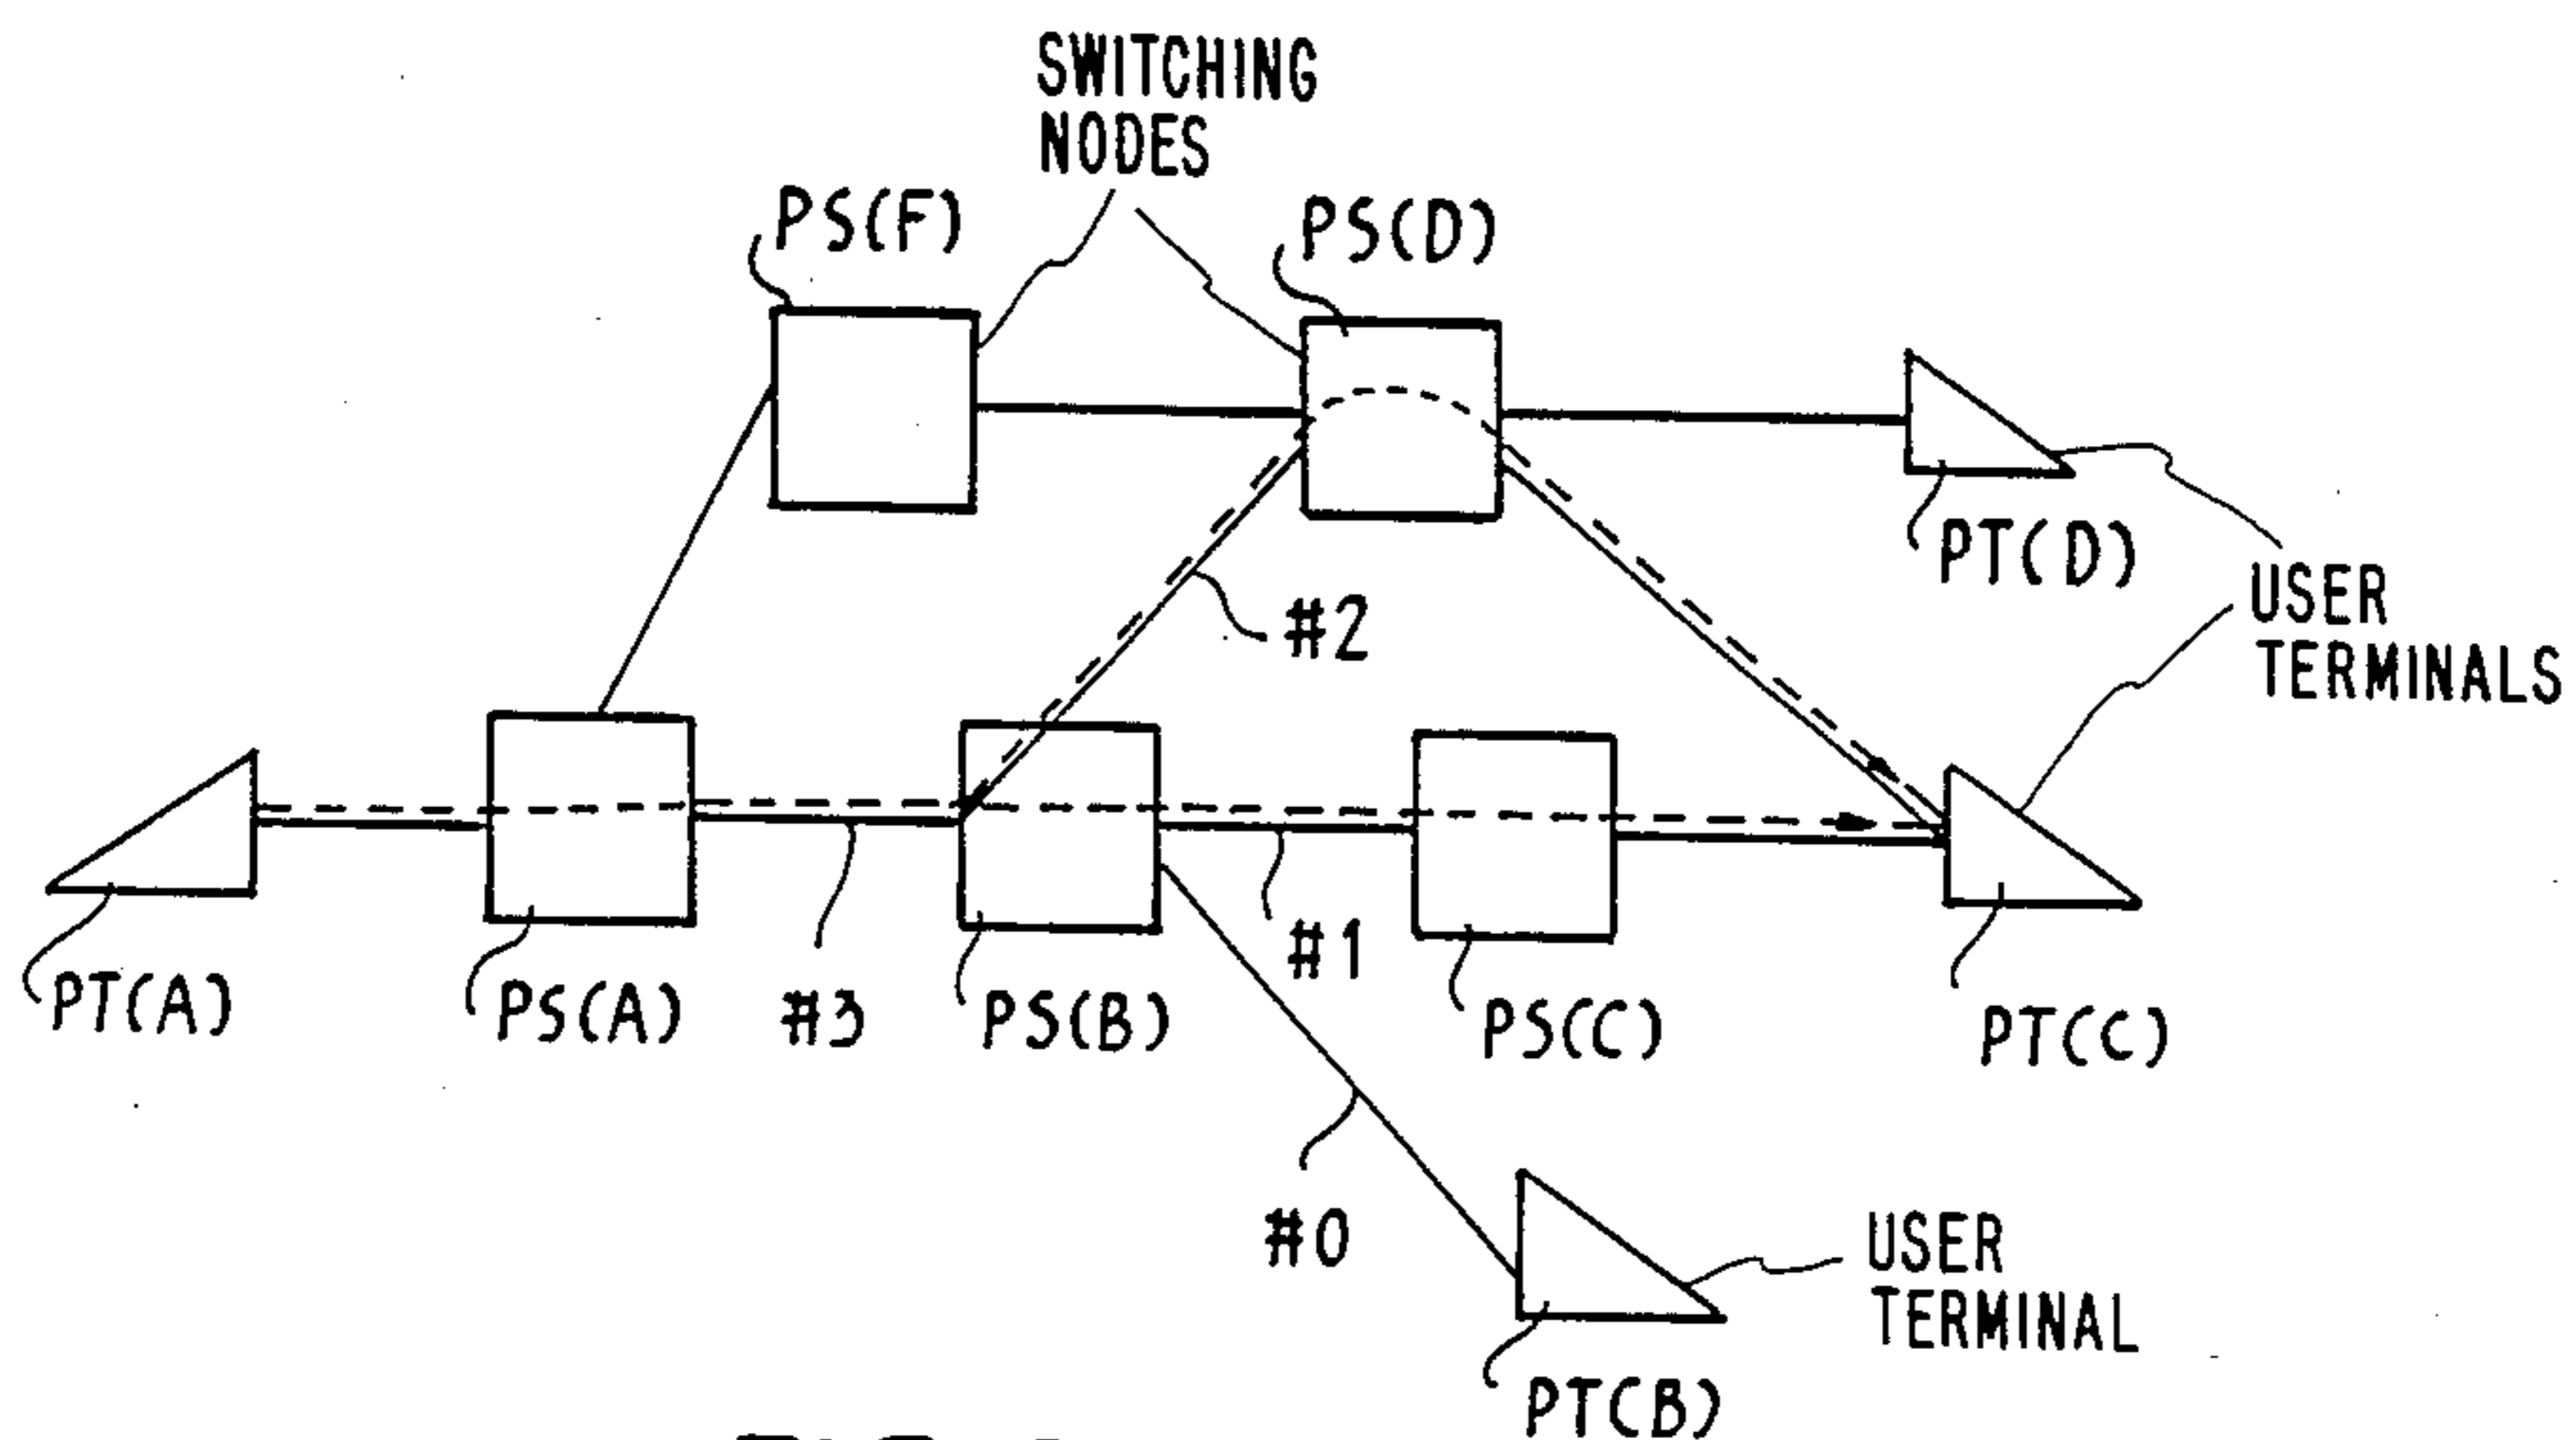 SWITCHING
NODES
PS(F)
PS(D)
PT(D)
USER
TERMINALS
#2
PT(A)
PS(A)
#3
PS(B)
#1
PS(C)
PT(C)
#0
USER
TERMINAL
PT(B)